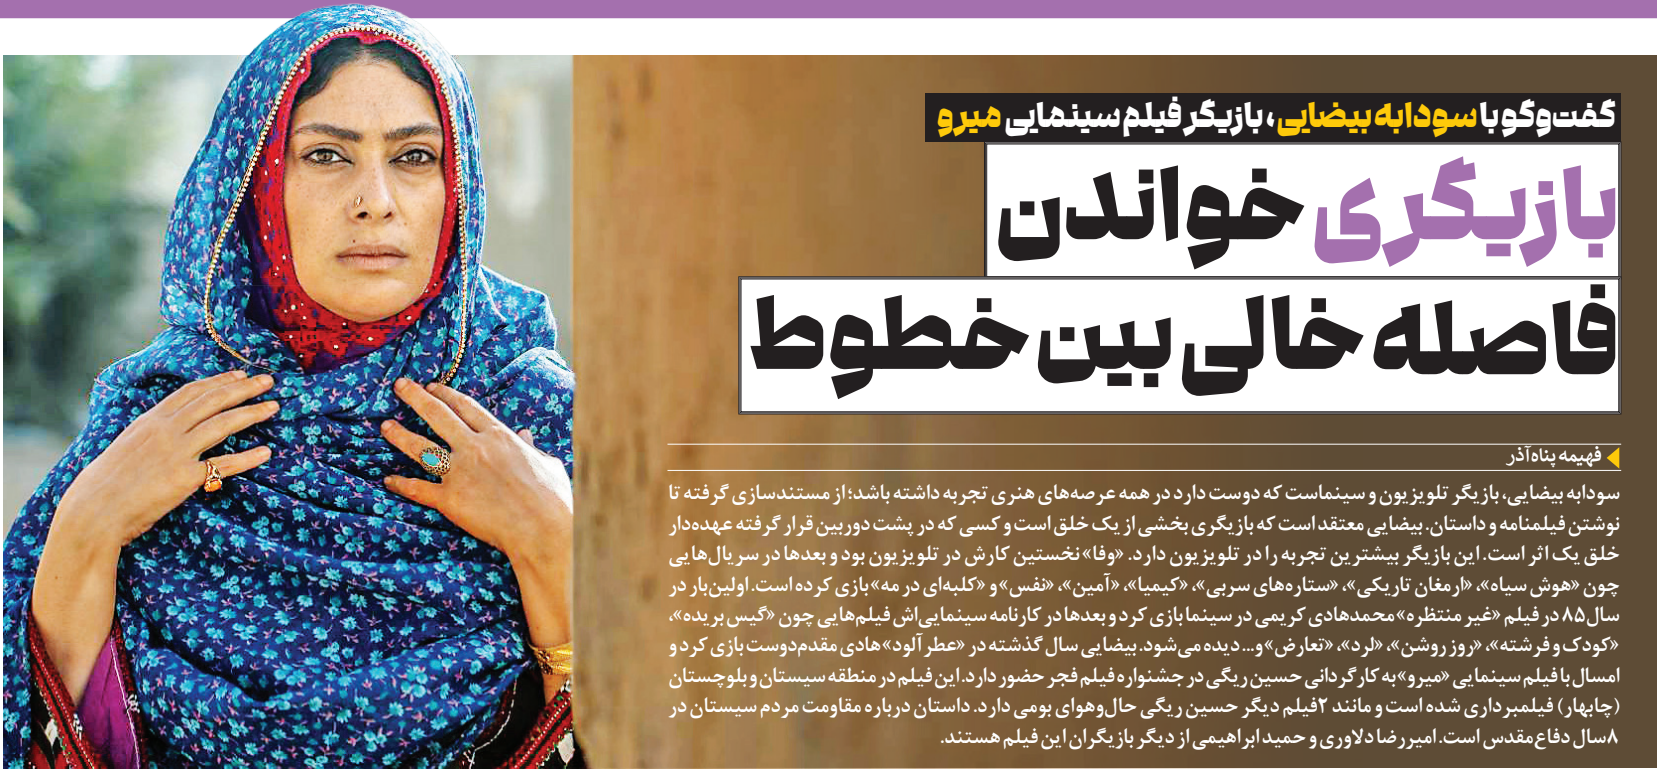 گفت‌وگو با سودابه بیضایی، بازیگر فیلم سینمایی میرو
بازیگری خواندن
فاصله خالی بین خطوط
فهیمه پناه‌آذر
سودابه بیضایی، بازیگر تلویزیون و سینماست که دوست دارد در همه عرصه‌های هنری تجربه داشته باشد؛ از مستندسازی گرفته تا
نوشتن فیلمنامه و داستان. بیضایی معتقد است که بازیگری بخشی از یک خلق است و کسی که در پشت دوربین قرار گرفته عهده‌دار
خلق یک اثر است. این بازیگر بیشترین تجربه را در تلویزیون دارد. «وفا» نخستین کارش در تلویزیون بود و بعدها در سریال‌هایی
چون «هوش سیاه»، «ارمغان تاریکی»، «ستاره‌های سربی»، «کیمیا»، «آمین»، «نفس» و «کلبه‌ای در مه» بازی کرده است. اولین‌بار در
سال ۸۵ در فیلم «غیر منتظره» محمدهادی کریمی در سینما بازی کرد و بعدها در کارنامه سینمایی‌اش فیلم‌هایی چون «گیس بریده»،
«کودک و فرشته»، «روز روشن»، «لرد»، «تعارض» و... دیده می‌شود. بیضایی سال گذشته در «عطر آلود» هادی مقدم‌دوست بازی کرد و
امسال با فیلم سینمایی «میرو» به کارگردانی حسین ریگی در جشنواره فیلم فجر حضور دارد. این فیلم در منطقه سیستان و بلوچستان
(چابهار) فیلمبرداری شده است و مانند ۲فیلم دیگر حسین ریگی حال‌وهوای بومی دارد. داستان درباره مقاومت مردم سیستان در
۸سال دفاع‌مقدس است. امیررضا دلاوری و حمید ابراهیمی از دیگر بازیگران این فیلم هستند.